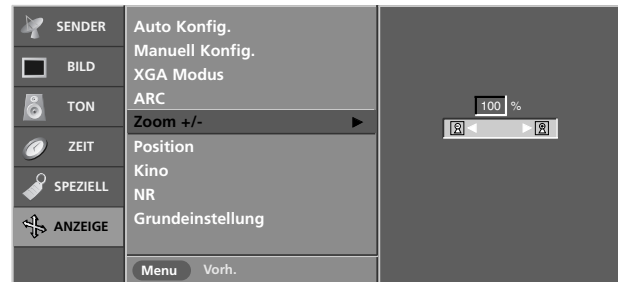 SENDER
BILD
TON
ZEIT
SPEZIELL
ANZEIGE
Auto Konfig.
Manuell Konfig.
XGA Modus
ARC
Zoom +/-
Position
Kino
NR
Grundeinstellung
Menu Vorh.
100 %